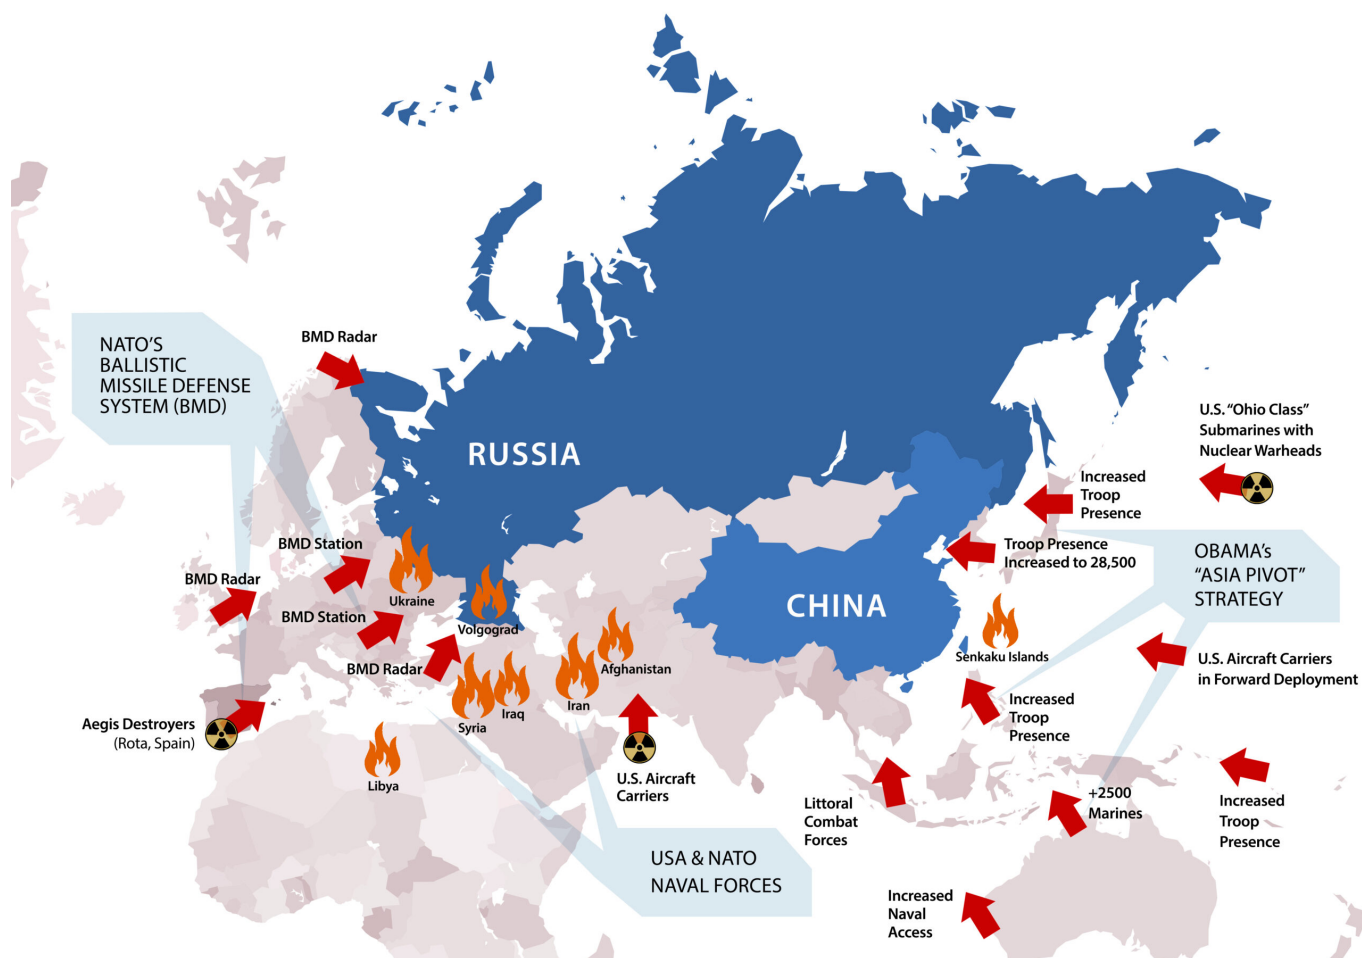 NATO'S
BALLISTIC
MISSILE DEFENSE
SYSTEM (BMD)
BMD Radar
RUSSIA
U.S. “Ohio Class”
Submarines with
Nuclear Warheads
Increased
Troop
Presence
BMD Station
Troop Presence
Increased to 28,500
OBAMA's
“ASIA PIVOT”
STRATEGY
BMD Radar
Ukraine
CHINA
BMD Station
Volgograd
Senkaku Islands
BMD Radar
Afghanistan
U.S. Aircraft Carriers
in Forward Deployment
Syria
Iraq
Iran
Increased
Troop
Presence
Aegis Destroyers
(Rota, Spain)
Libya
U.S. Aircraft
Carriers
Littoral
Combat
Forces
+2500
Marines
Increased
Troop
Presence
USA & NATO
NAVAL FORCES
Increased
Naval
Access